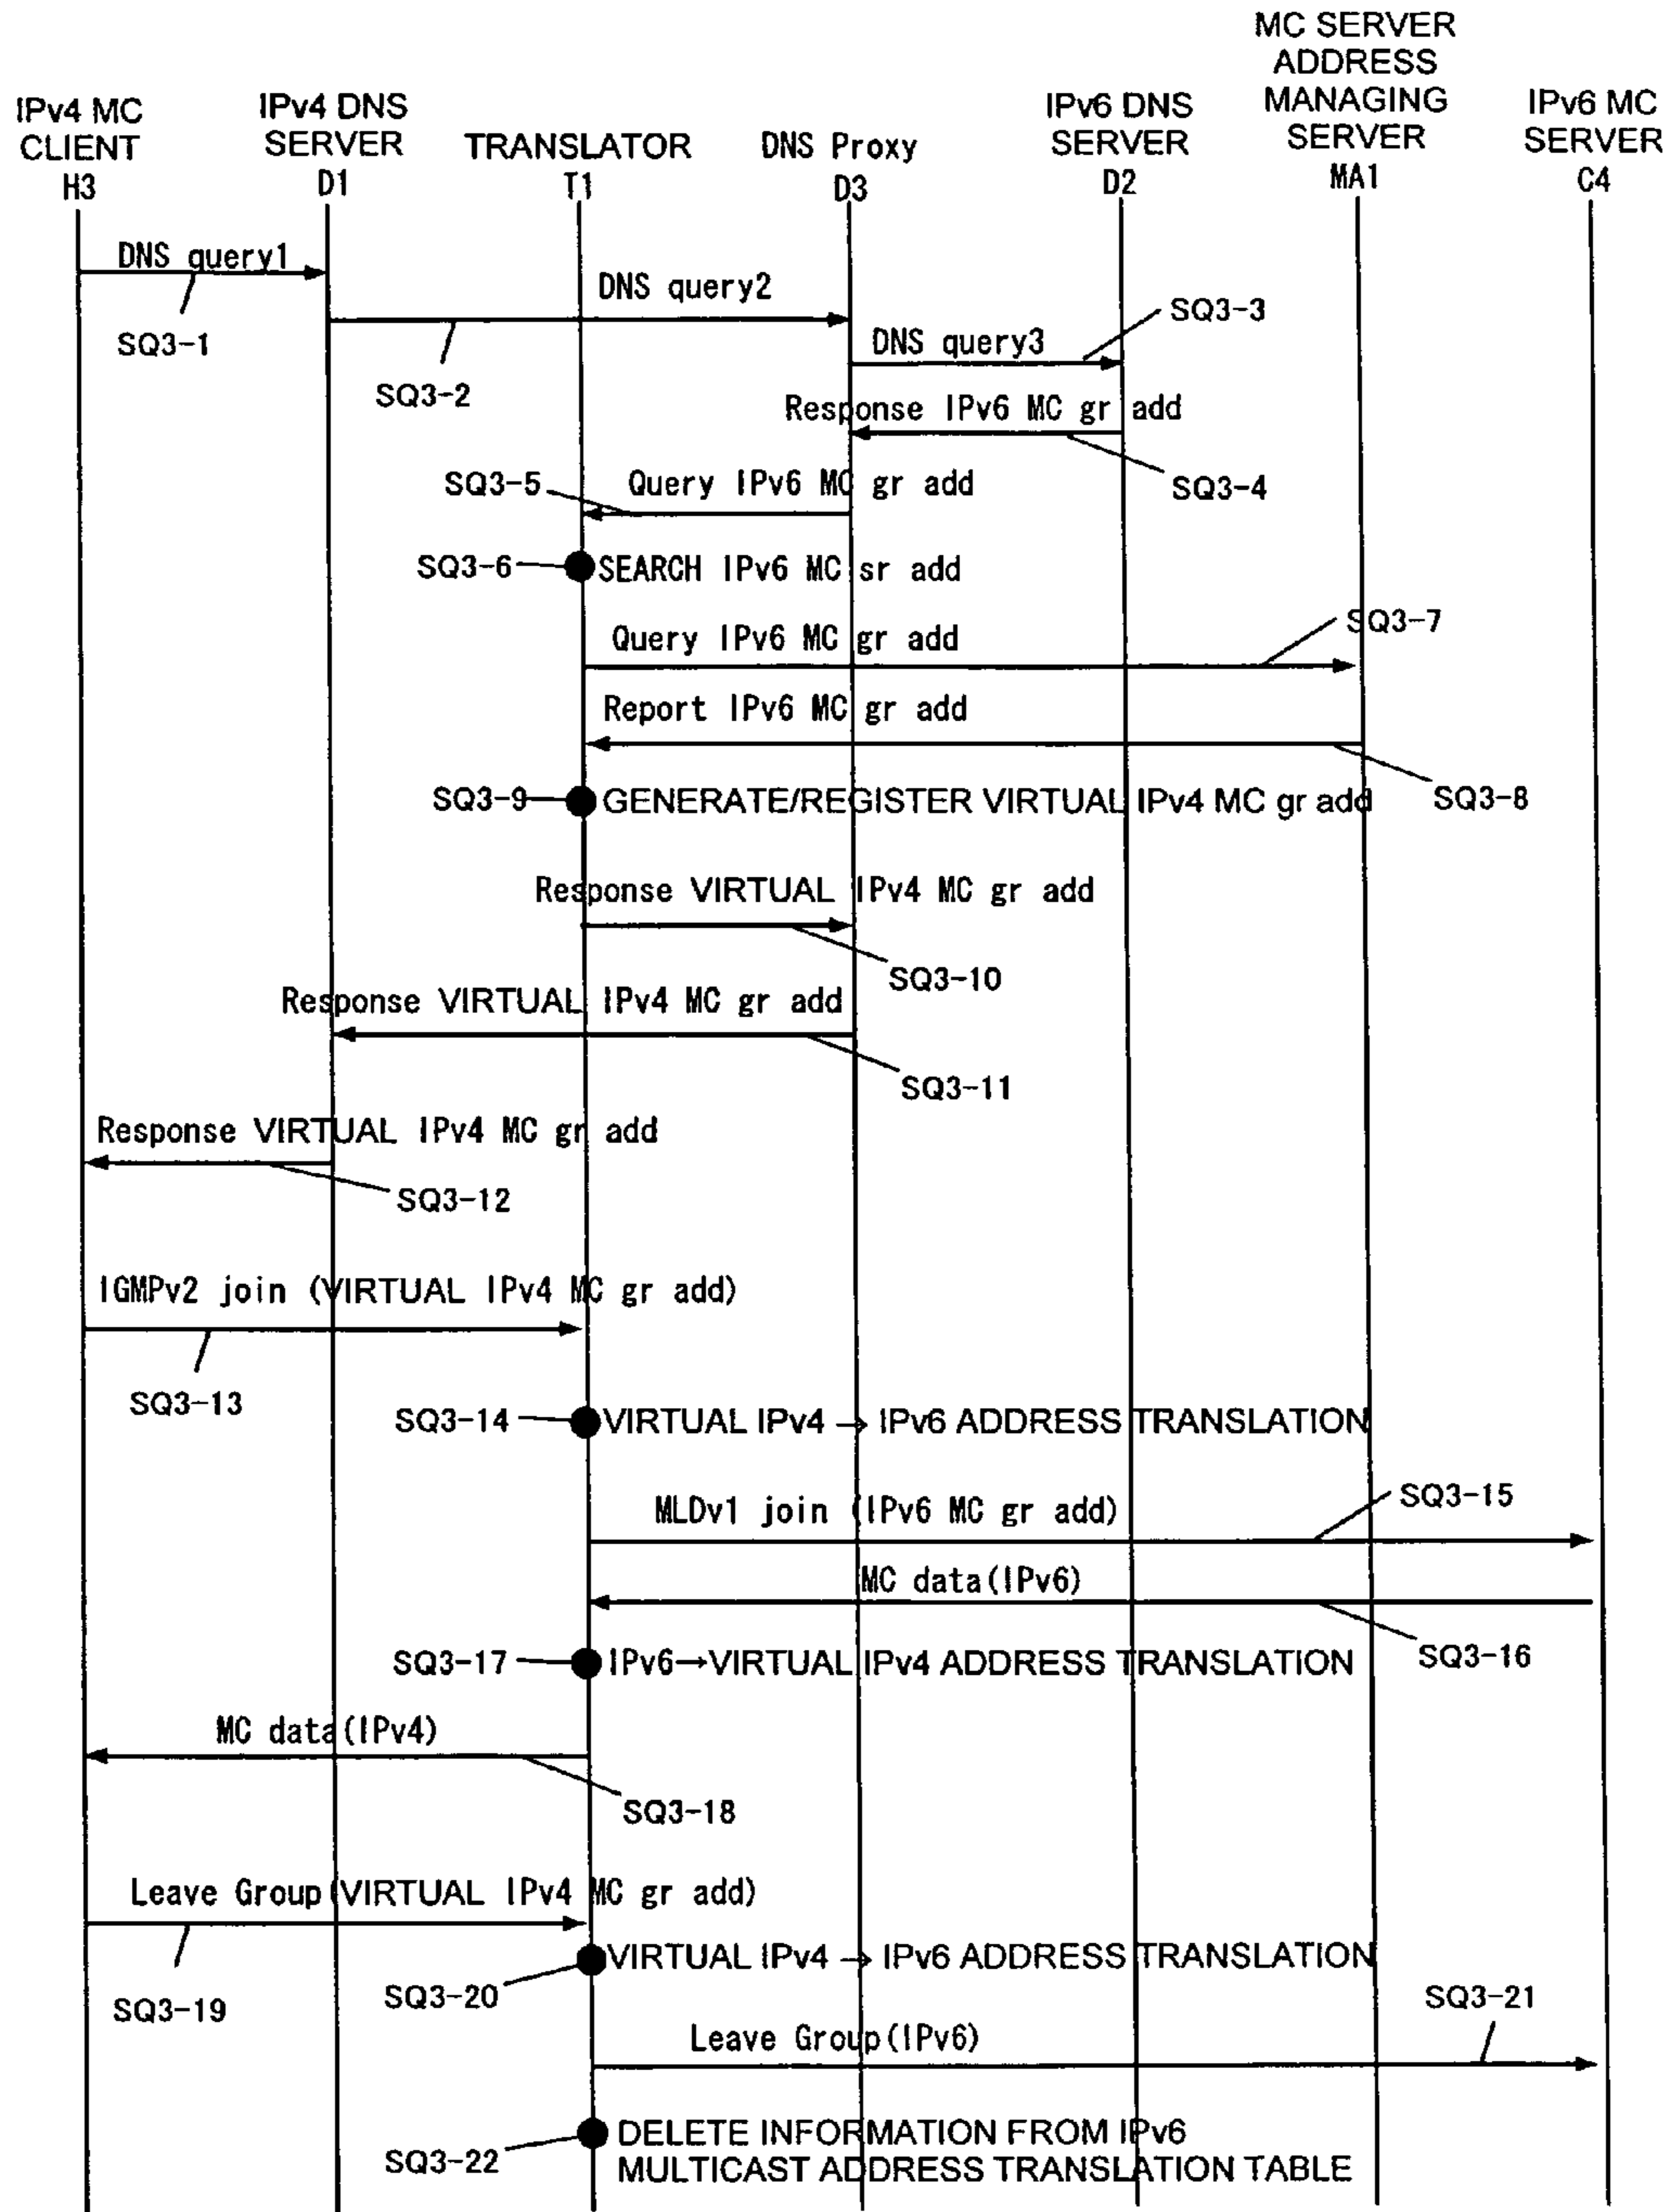 MC SERVER
ADDRESS
MANAGING
SERVER
MA1
IPv4 MC
CLIENT
H3
IPv4 DNS
SERVER
D1
TRANSLATOR
T1
DNS Proxy
D3
IPv6 DNS
SERVER
D2
IPv6 MC
SERVER
C4
DNS query1
SQ3-1
DNS query2
SQ3-2
DNS query3
SQ3-3
Response IPv6 MC gr add
SQ3-4
SQ3-5
Query IPv6 MC gr add
SQ3-6
SEARCH IPv6 MC sr add
Query IPv6 MC gr add
SQ3-7
Report IPv6 MC gr add
SQ3-8
SQ3-9
GENERATE/REGISTER VIRTUAL IPv4 MC gr add
Response VIRTUAL IPv4 MC gr add
SQ3-10
Response VIRTUAL IPv4 MC gr add
SQ3-11
Response VIRTUAL IPv4 MC gr add
SQ3-12
IGMPv2 join (VIRTUAL IPv4 MC gr add)
SQ3-13
SQ3-14
VIRTUAL IPv4 → IPv6 ADDRESS TRANSLATION
MLDv1 join (IPv6 MC gr add)
SQ3-15
MC data(IPv6)
SQ3-16
SQ3-17
IPv6→VIRTUAL IPv4 ADDRESS TRANSLATION
MC data(IPv4)
SQ3-18
Leave Group(VIRTUAL IPv4 MC gr add)
SQ3-19
SQ3-20
VIRTUAL IPv4 → IPv6 ADDRESS TRANSLATION
SQ3-21
Leave Group(IPv6)
SQ3-22
DELETE INFORMATION FROM IPv6
MULTICAST ADDRESS TRANSLATION TABLE